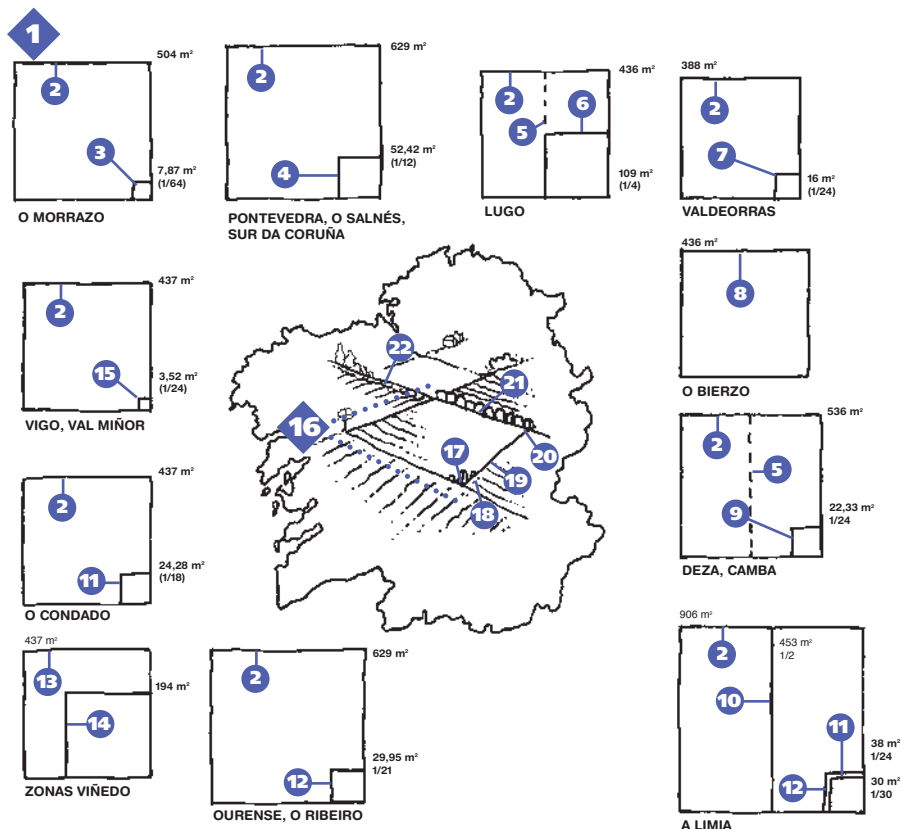 1
504 m²
2
3
7,87 m²
(1/64)
O MORRAZO
629 m²
2
4
52,42 m²
(1/12)
PONTEVEDRA, O SALNÉS,
SUR DA CORUÑA
436 m²
2
5
6
109 m²
(1/4)
LUGO
388 m²
2
7
16 m²
(1/24)
VALDEORRAS
437 m²
2
15
3,52 m²
(1/24)
VIGO, VAL MIÑOR
436 m²
8
O BIERZO
22
21
16
20
17
19
18
437 m²
2
11
24,28 m²
(1/18)
O CONDADO
536 m²
2
5
9
22,33 m²
1/24
DEZA, CAMBA
437 m²
13
194 m²
14
ZONAS VIÑEDO
629 m²
2
29,95 m²
1/21
12
OURENSE, O RIBEIRO
906 m²
2
453 m²
1/2
10
11
38 m²
1/24
12
30 m²
1/30
A LIMIA